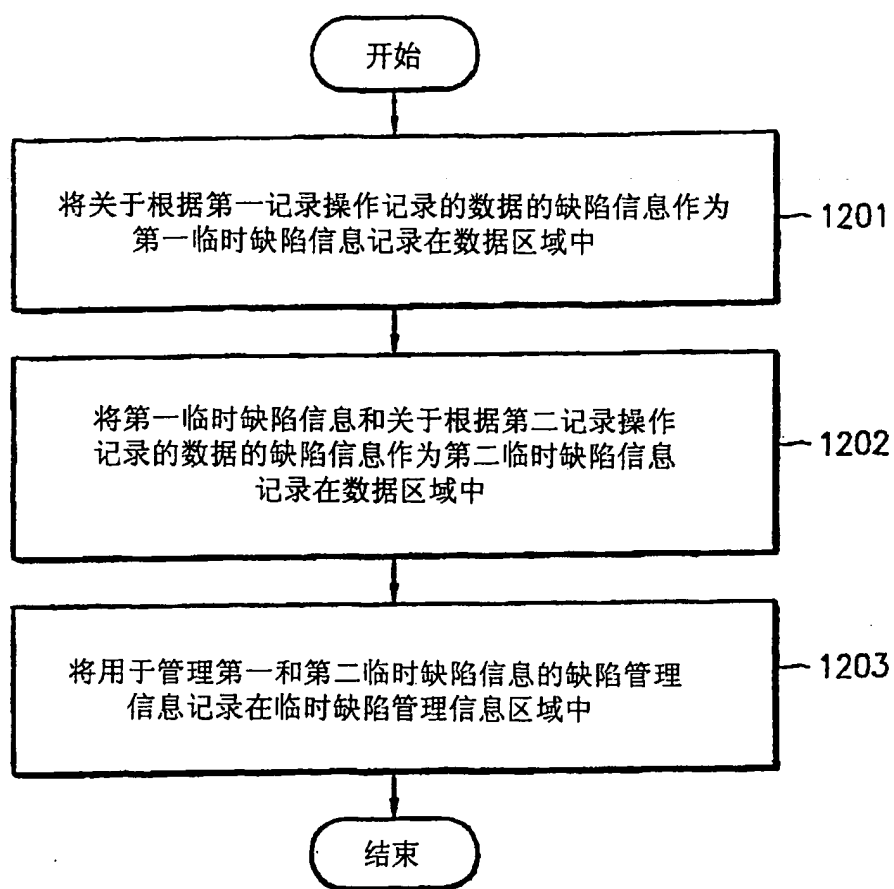 开始
将关于根据第一记录操作记录的数据的缺陷信息作为
第一临时缺陷信息记录在数据区域中
1201
将第一临时缺陷信息和关于根据第二记录操作
记录的数据的缺陷信息作为第二临时缺陷信息
记录在数据区域中
1202
将用于管理第一和第二临时缺陷信息的缺陷管理
信息记录在临时缺陷管理信息区域中
1203
结束